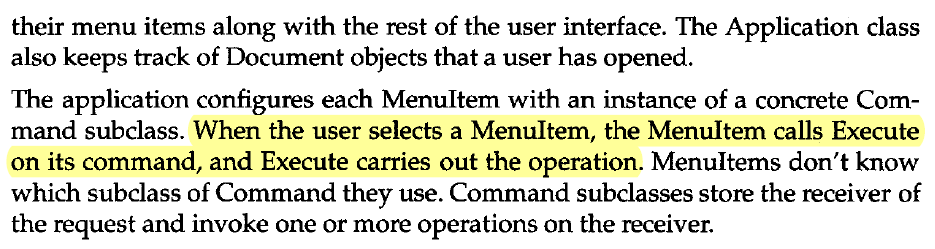 their menu items along with the rest of the user interface. The Application class
also keeps track of Document objects that a user has opened.
The application configures each MenuItem with an instance of a concrete Com-
mand subclass. When the user selects a MenuItem, the MenuItem calls Execute
on its command, and Execute carries out the operation. MenuItems don't know
which subclass of Command they use. Command subclasses store the receiver of
the request and invoke one or more operations on the receiver.